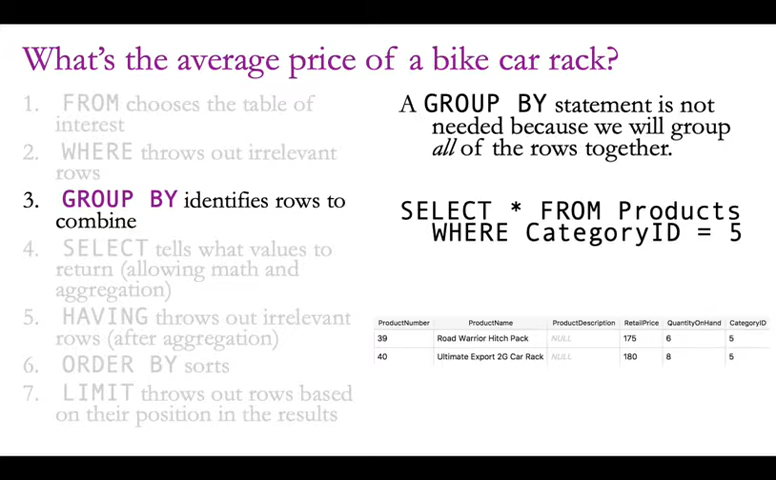 What's the average price of a bike car rack?
1. FROM chooses the table of
interest
2. WHERE throws out irrelevant
rows
3. GROUP BY identifies rows to
combine
4. SELECT tells what values to
return (allowing math and
aggregation)
5. HAVING throws out irrelevant
rows (after aggregation)
6. ORDER BY sorts
7. LIMIT throws out rows based
on their position in the results
A GROUP BY statement is not
needed because we will group
all of the rows together.
SELECT * FROM Products
WHERE CategoryID = 5
ProductNumber ProductName ProductDescription RetailPrice QuantityOnHand CategoryID
39 Road Warrior Hitch Pack NULL 175 6 5
40 Ultimate Export 2G Car Rack NULL 180 8 5